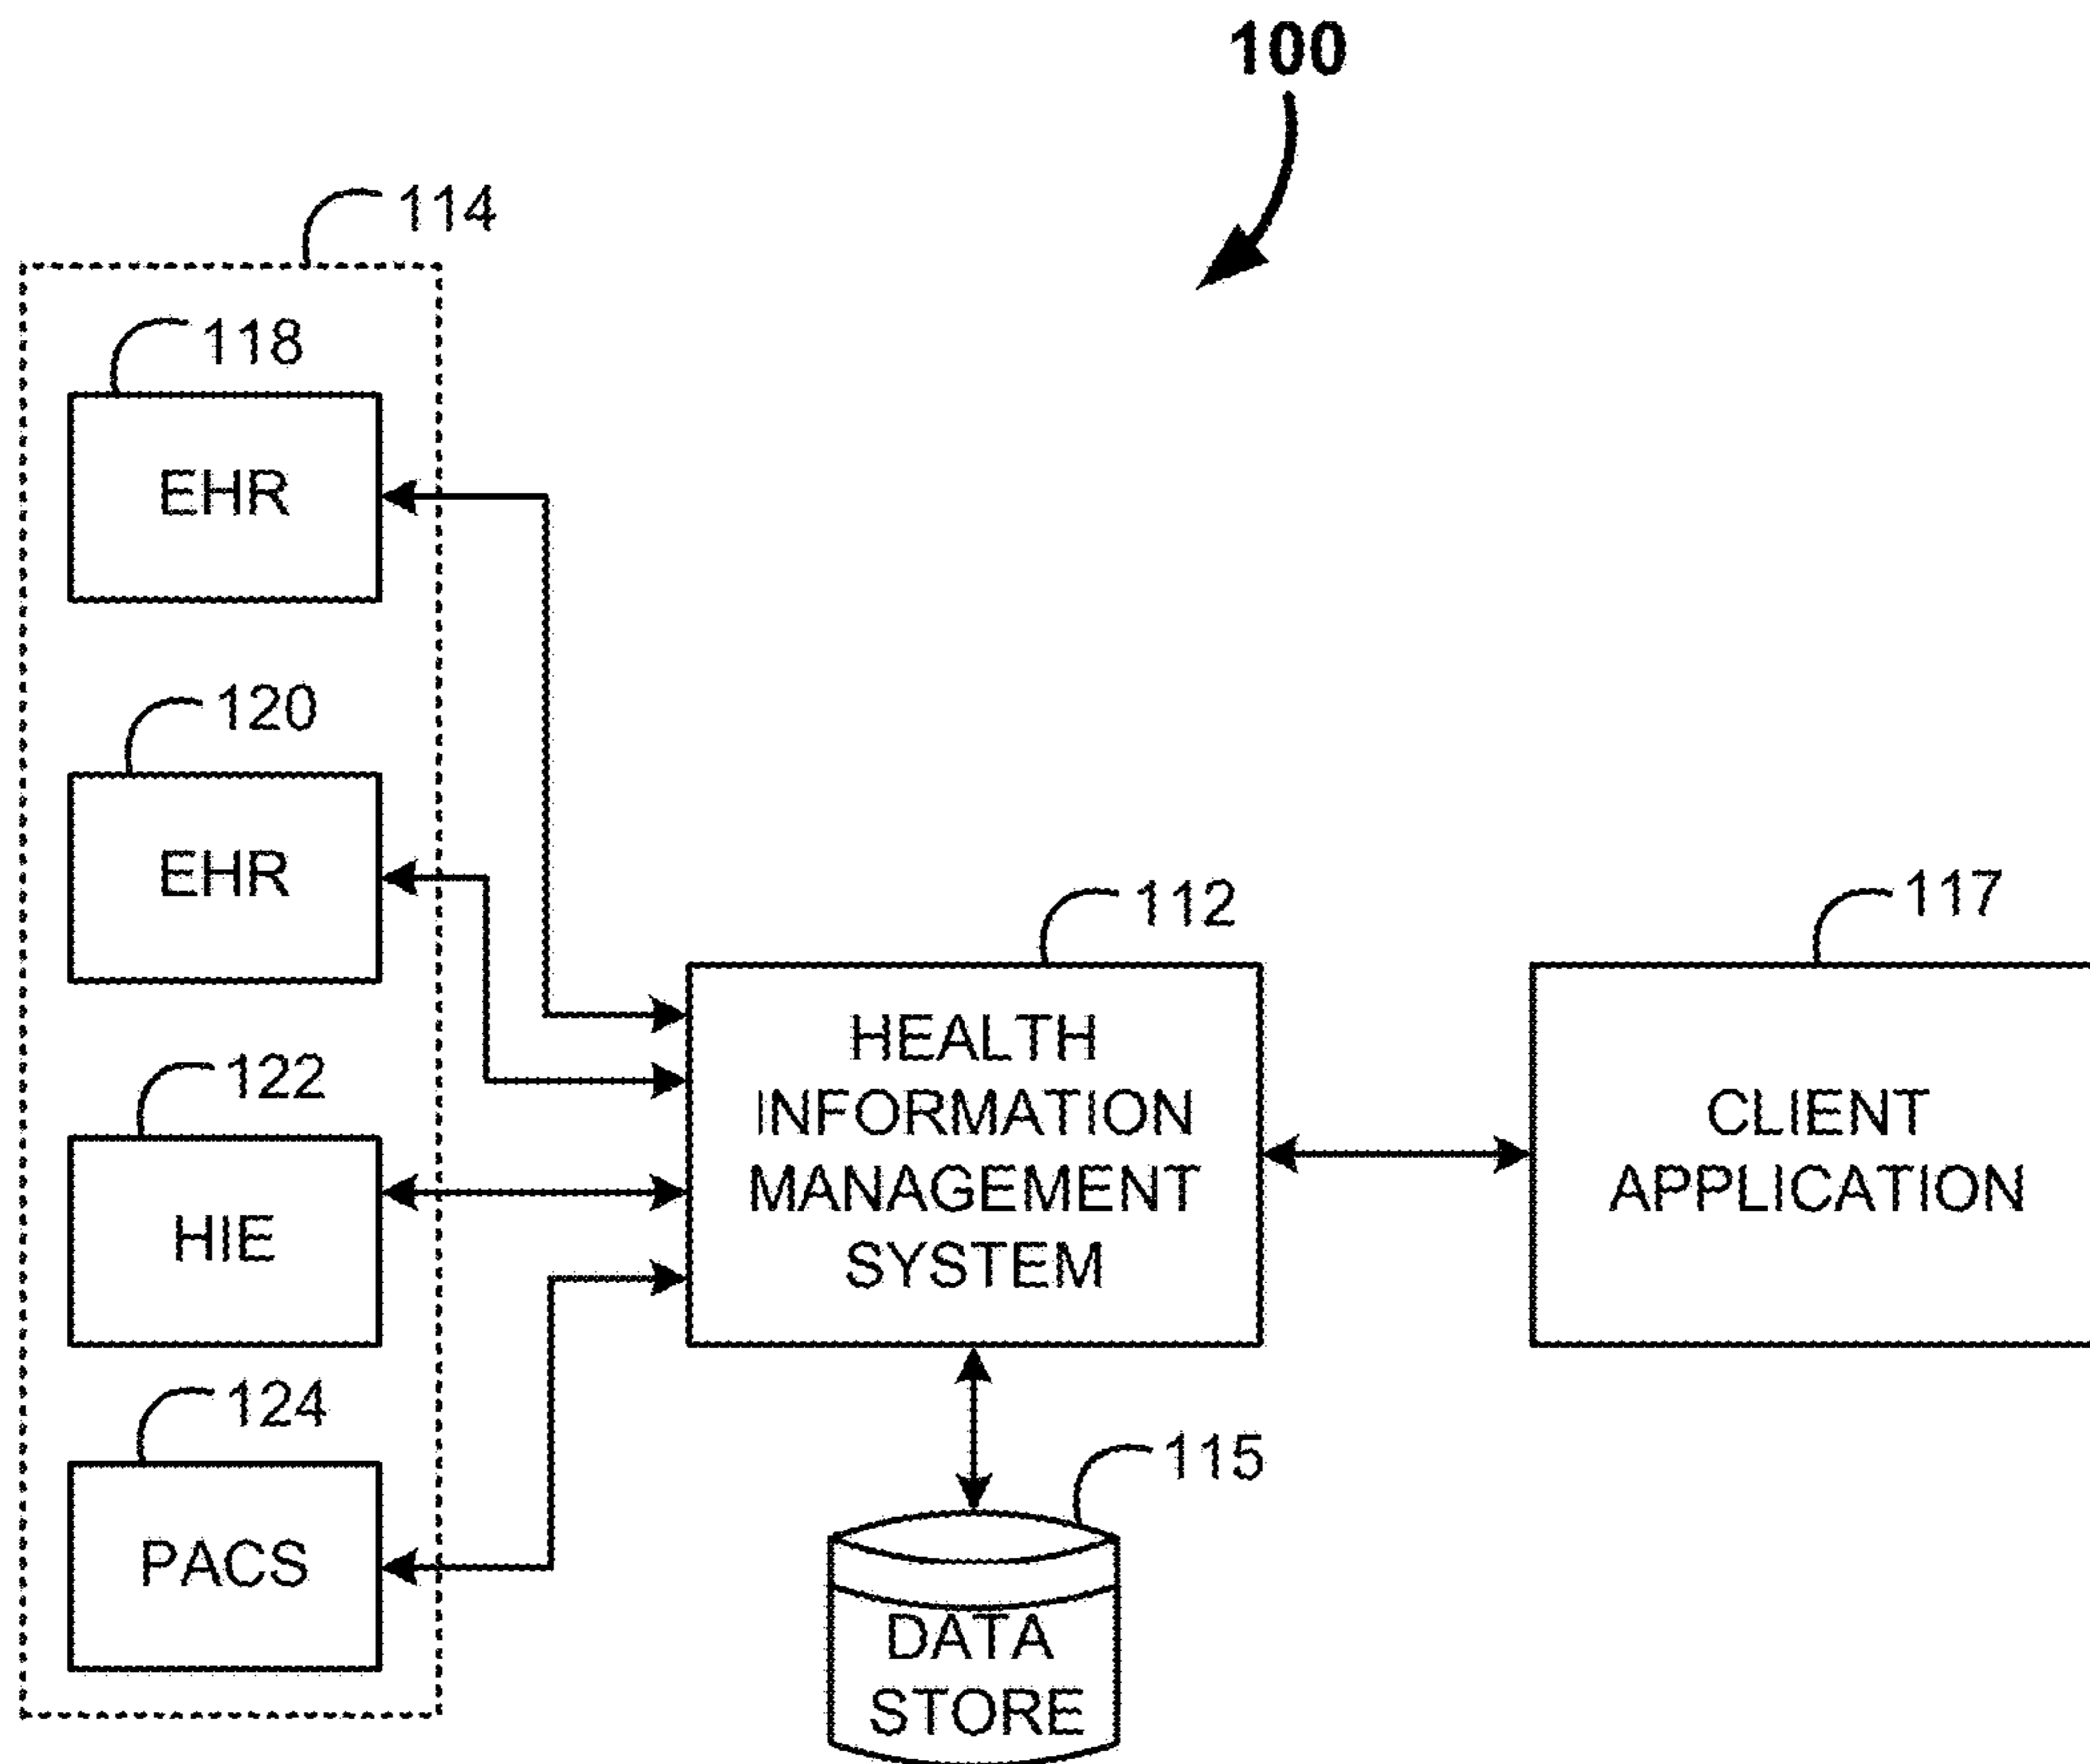 100
114
118
EHR
120
EHR
112
117
122
HEALTH
INFORMATION
MANAGEMENT
SYSTEM
CLIENT
APPLICATION
HIE
124
PACS
115
DATA
STORE